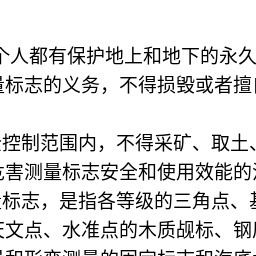 个人都有保护地上和地下的永久
量标志的义务，不得损毁或者擅自
控制范围内，不得采矿、取土、
危害测量标志安全和使用效能的
标志，是指各等级的三角点、基
天文点、水准点的木质觇标、钢